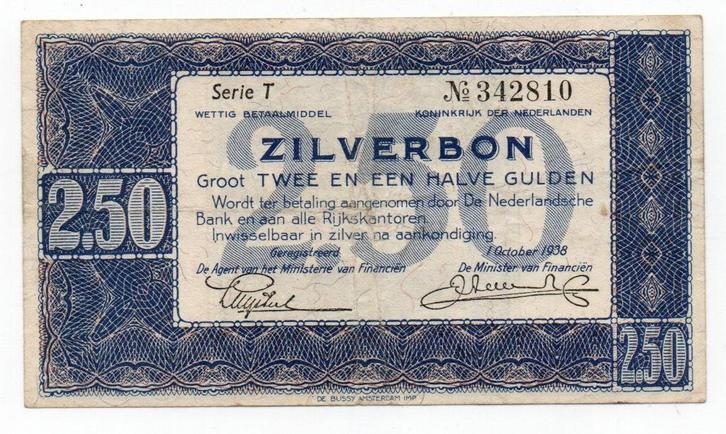 Serie T № 342810
WETTIG BETAALMIDDEL KONINKRIJK DER NEDERLANDEN
ZILVERBON
Groot TWEE EN EEN HALVE GULDEN
Wordt ter betaling aangenomen door De Nederlandsche
Bank en aan alle Rijkskantoren.
Inwisselbaar in zilver na aankondiging.
Geregistreerd 1 October 1938
De Agent van het Ministerie van Financiën De Minister van Financiën
2.50
2.50
2.50
DE BUSSY AMSTERDAM IMP.